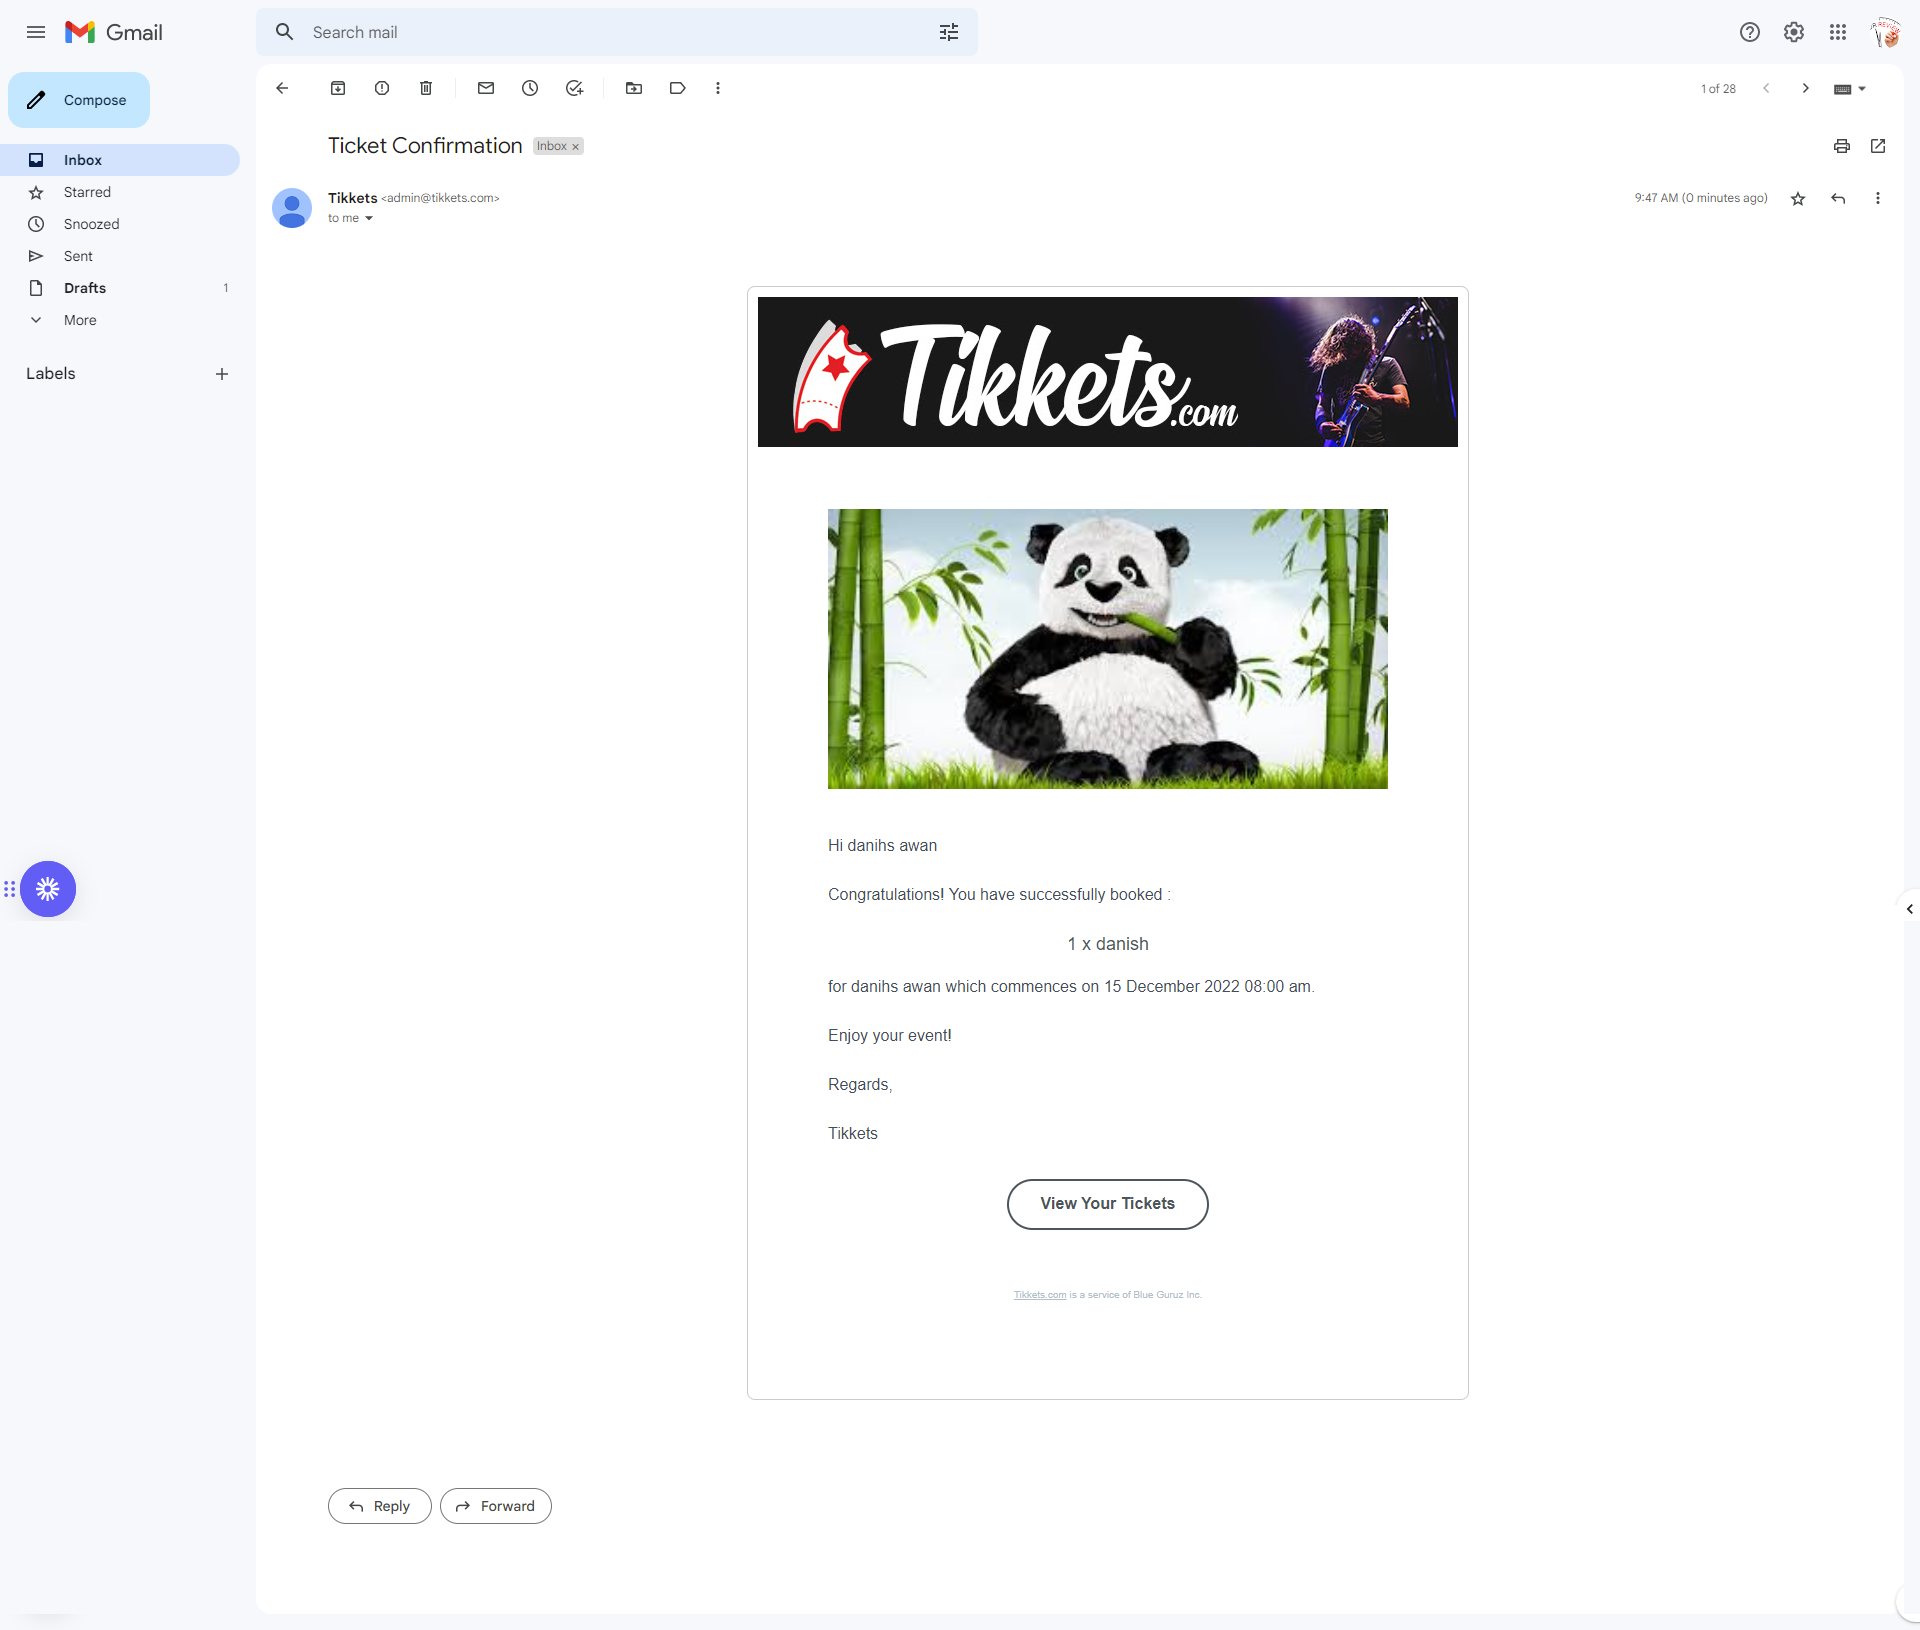 Gmail
Search mail
Compose
Inbox
Starred
Snoozed
Sent
Drafts 1
More
Labels
1 of 28
Ticket Confirmation Inbox ×
Tikkets <admin@tikkets.com>
to me
9:47 AM (0 minutes ago)
Tikkets.com
Hi danihs awan
Congratulations! You have successfully booked :
1 x danish
for danihs awan which commences on 15 December 2022 08:00 am.
Enjoy your event!
Regards,
Tikkets
View Your Tickets
Tikkets.com is a service of Blue Guruz Inc.
Reply
Forward